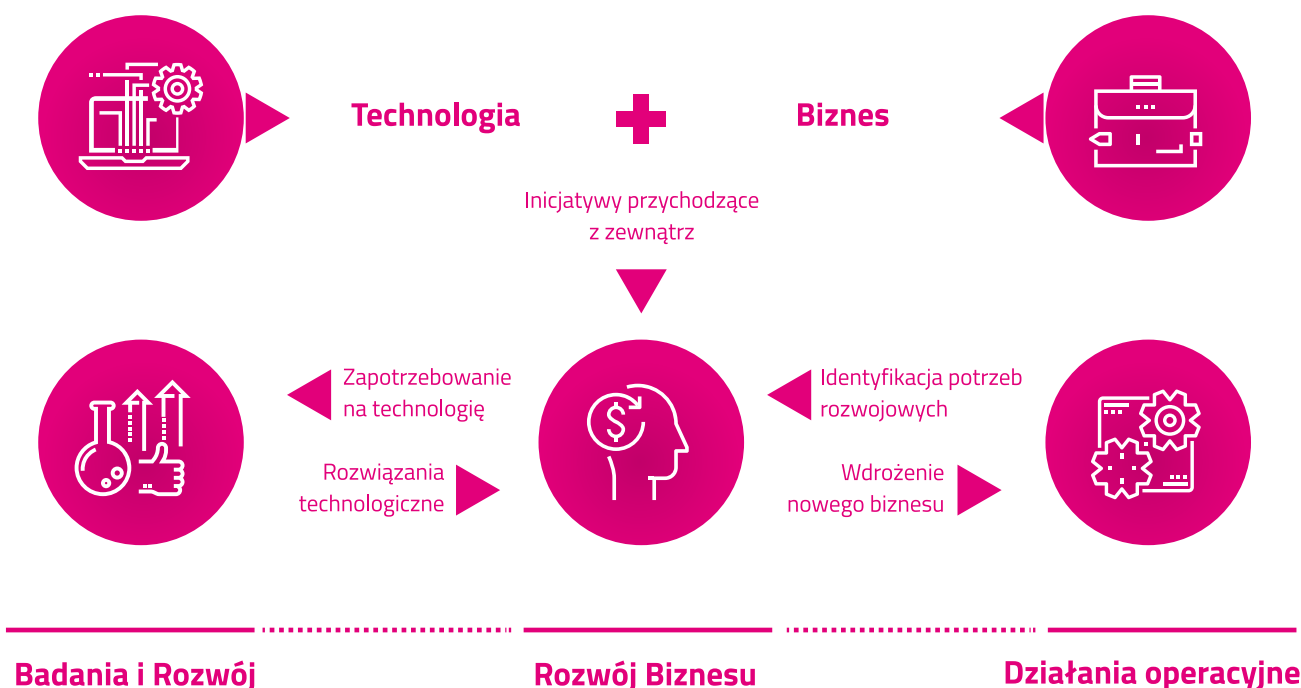 Technologia
Biznes
Inicjatywy przychodzące
z zewnątrz
Zapotrzebowanie
na technologię
Identyfikacja potrzeb
rozwojowych
Rozwiązania
technologiczne
Wdrożenie
nowego biznesu
$
Badania i Rozwój
Rozwój Biznesu
Działania operacyjne